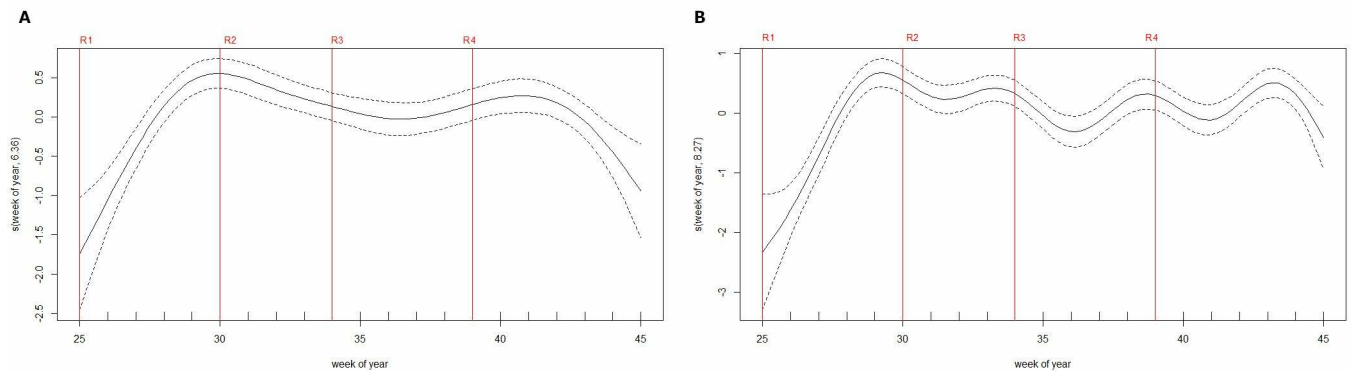 A
R1 R2 R3 R4
s(week of year, 6.36)
0.5
0.0
-0.5
-1.0
-1.5
-2.0
-2.5
25 30 35 40 45
week of year
B
R1 R2 R3 R4
s(week of year, 8.27)
1
0
-1
-2
-3
25 30 35 40 45
week of year